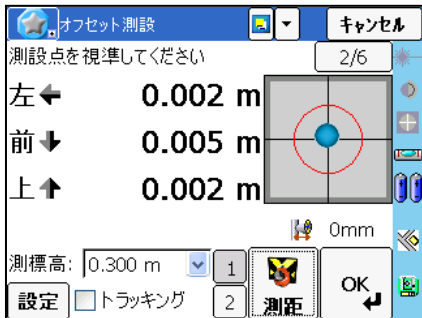 オフセット測設
キャンセル
測設点を視準してください
2/6
左 0.002 m
前 0.005 m
上 0.002 m
0mm
測標高: 0.300 m
1
設定
トラッキング
2
測距
OK